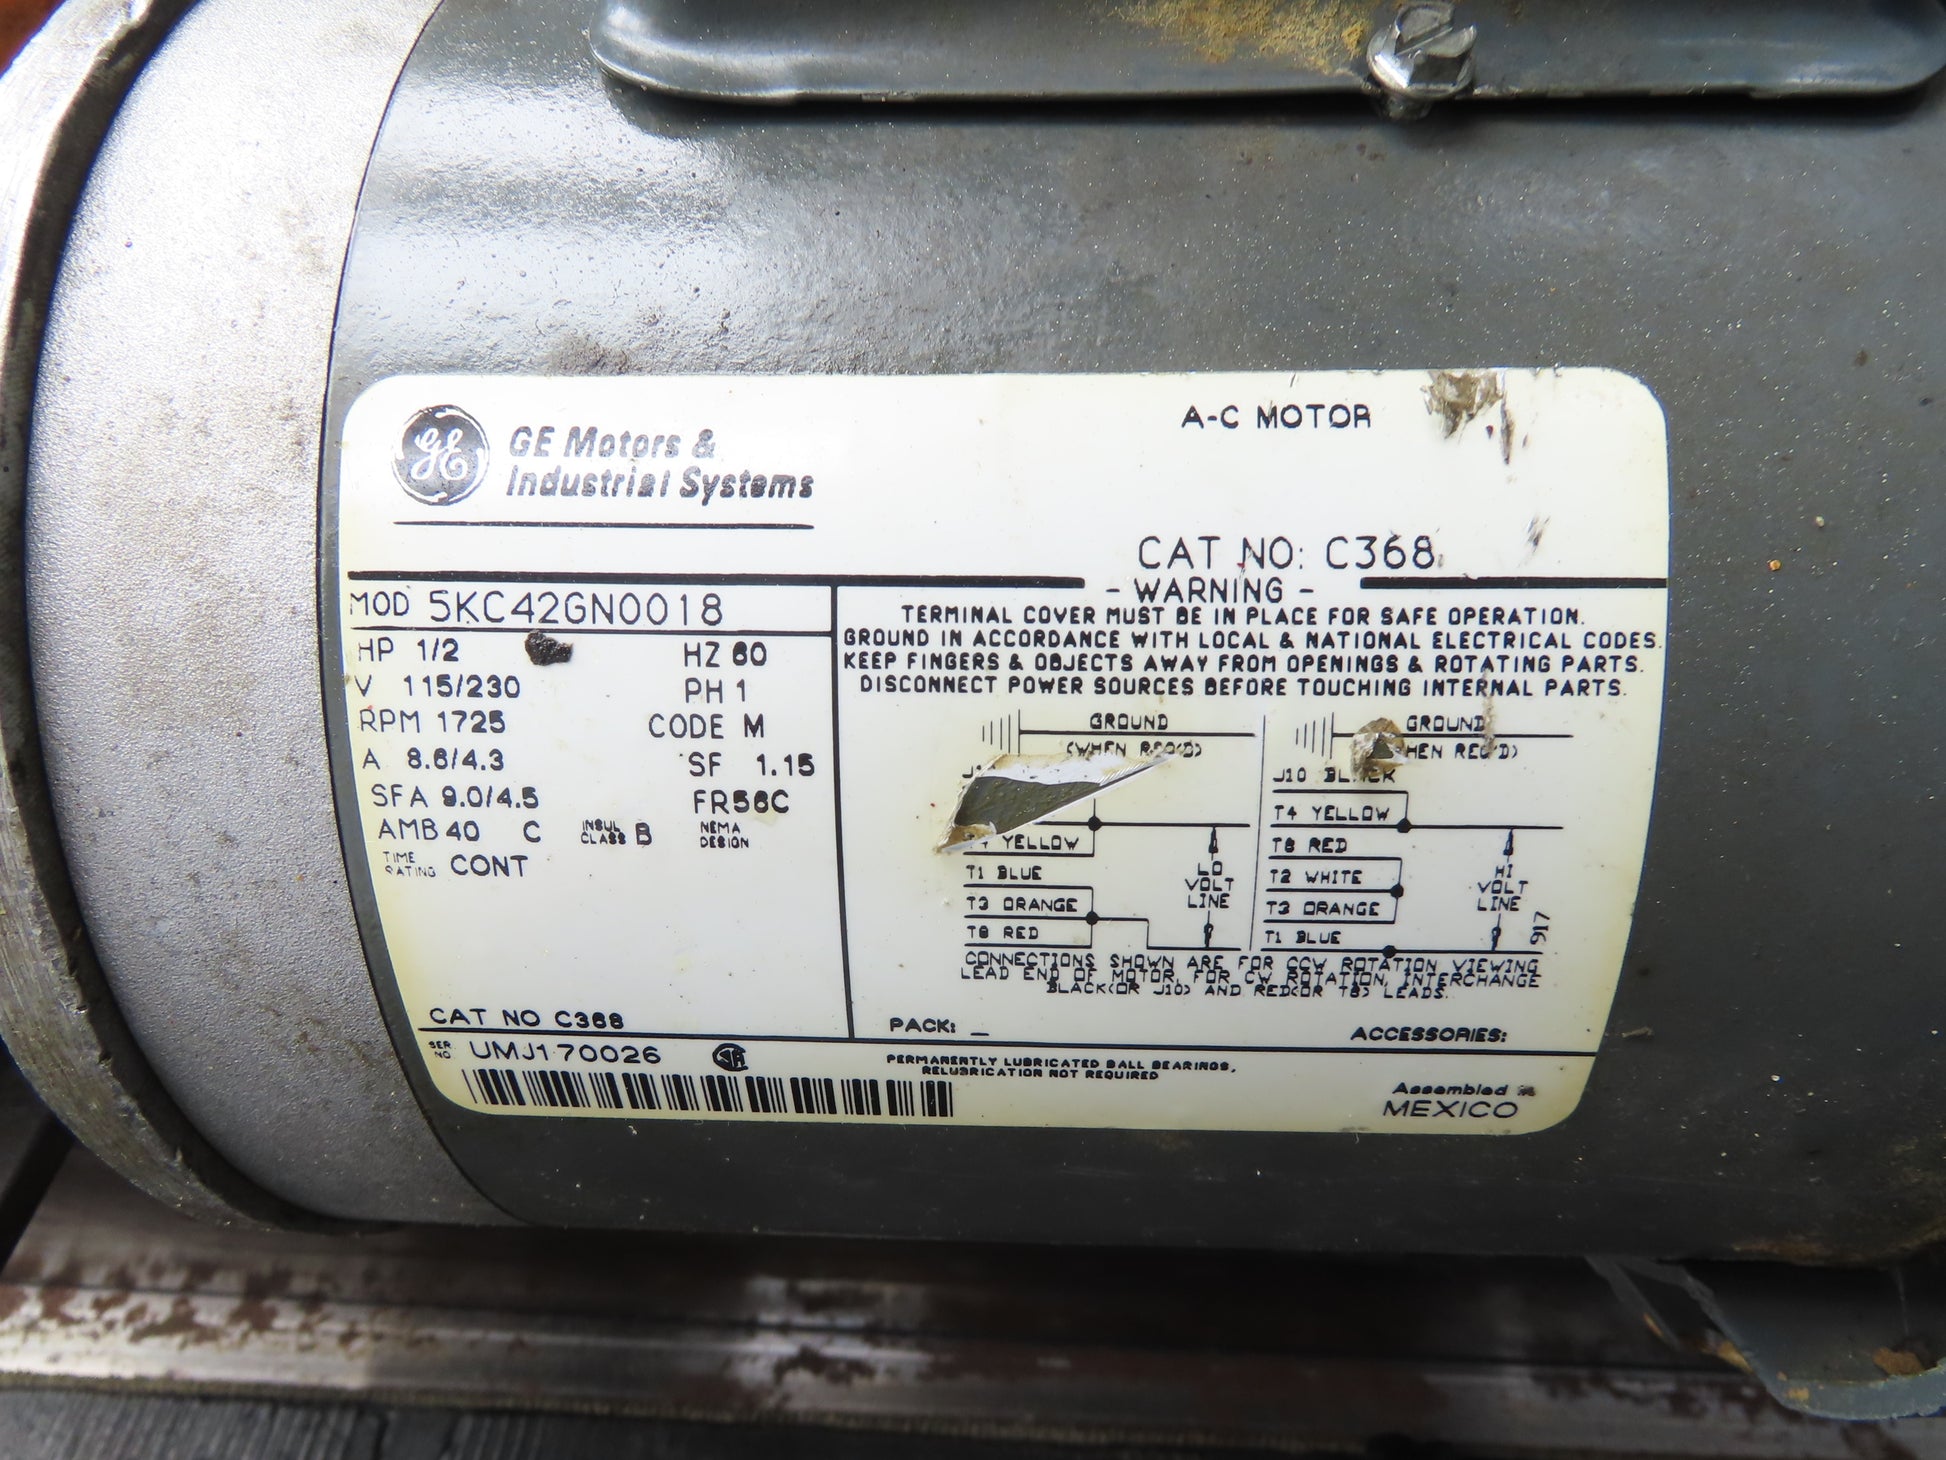 GE
GE Motors &
Industrial Systems
A-C MOTOR
CAT NO: C368
MOD 5KC42GN0018
HP 1/2 HZ 60
V 115/230 PH 1
RPM 1725 CODE M
A 8.6/4.3 SF 1.15
SFA 9.0/4.5 FR56C
AMB 40 C INSUL CLASS B NEMA DESIGN
TIME RATING CONT
CAT NO C368
SER NO UMJ170026
- WARNING -
TERMINAL COVER MUST BE IN PLACE FOR SAFE OPERATION.
GROUND IN ACCORDANCE WITH LOCAL & NATIONAL ELECTRICAL CODES.
KEEP FINGERS & OBJECTS AWAY FROM OPENINGS & ROTATING PARTS.
DISCONNECT POWER SOURCES BEFORE TOUCHING INTERNAL PARTS.
GROUND
(WHEN REQ'D)
YELLOW
T1 BLUE
T3 ORANGE
T8 RED
LO
VOLT
LINE
GROUND
REQ'D)
J10 BLACK
T4 YELLOW
T8 RED
T2 WHITE
T3 ORANGE
T1 BLUE
HI
VOLT
LINE
917
CONNECTIONS SHOWN ARE FOR CCW ROTATION VIEWING
LEAD END OF MOTOR. FOR CW ROTATION, INTERCHANGE
BLACK(OR J10) AND RED(OR T8) LEADS.
PACK: _ ACCESSORIES:
PERMANENTLY LUBRICATED BALL BEARINGS,
RELUBRICATION NOT REQUIRED
Assembled in
MEXICO